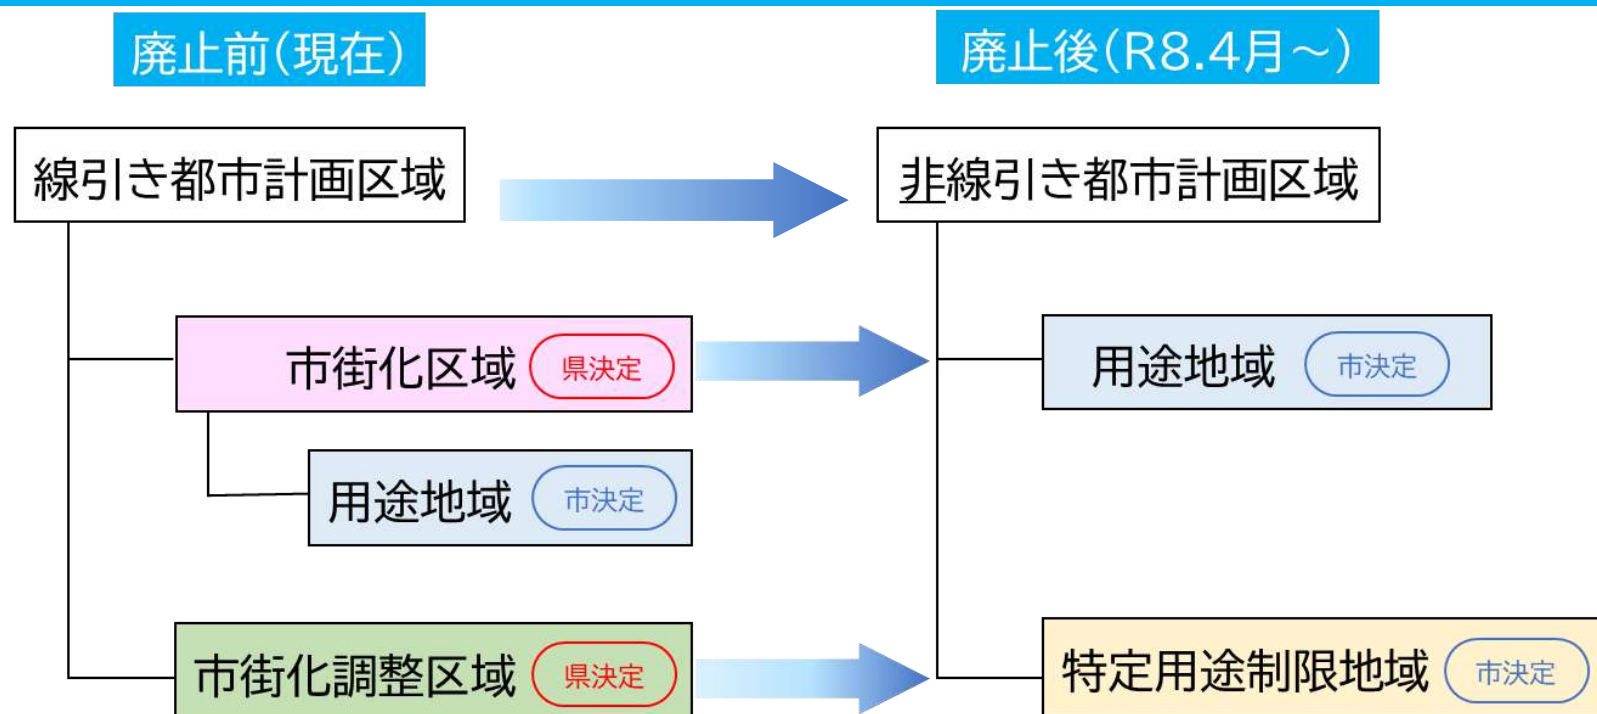 廃止前(現在)
廃止後(R8.4月～)
線引き都市計画区域
非線引き都市計画区域
市街化区域 県決定
用途地域 市決定
用途地域 市決定
市街化調整区域 県決定
特定用途制限地域 市決定